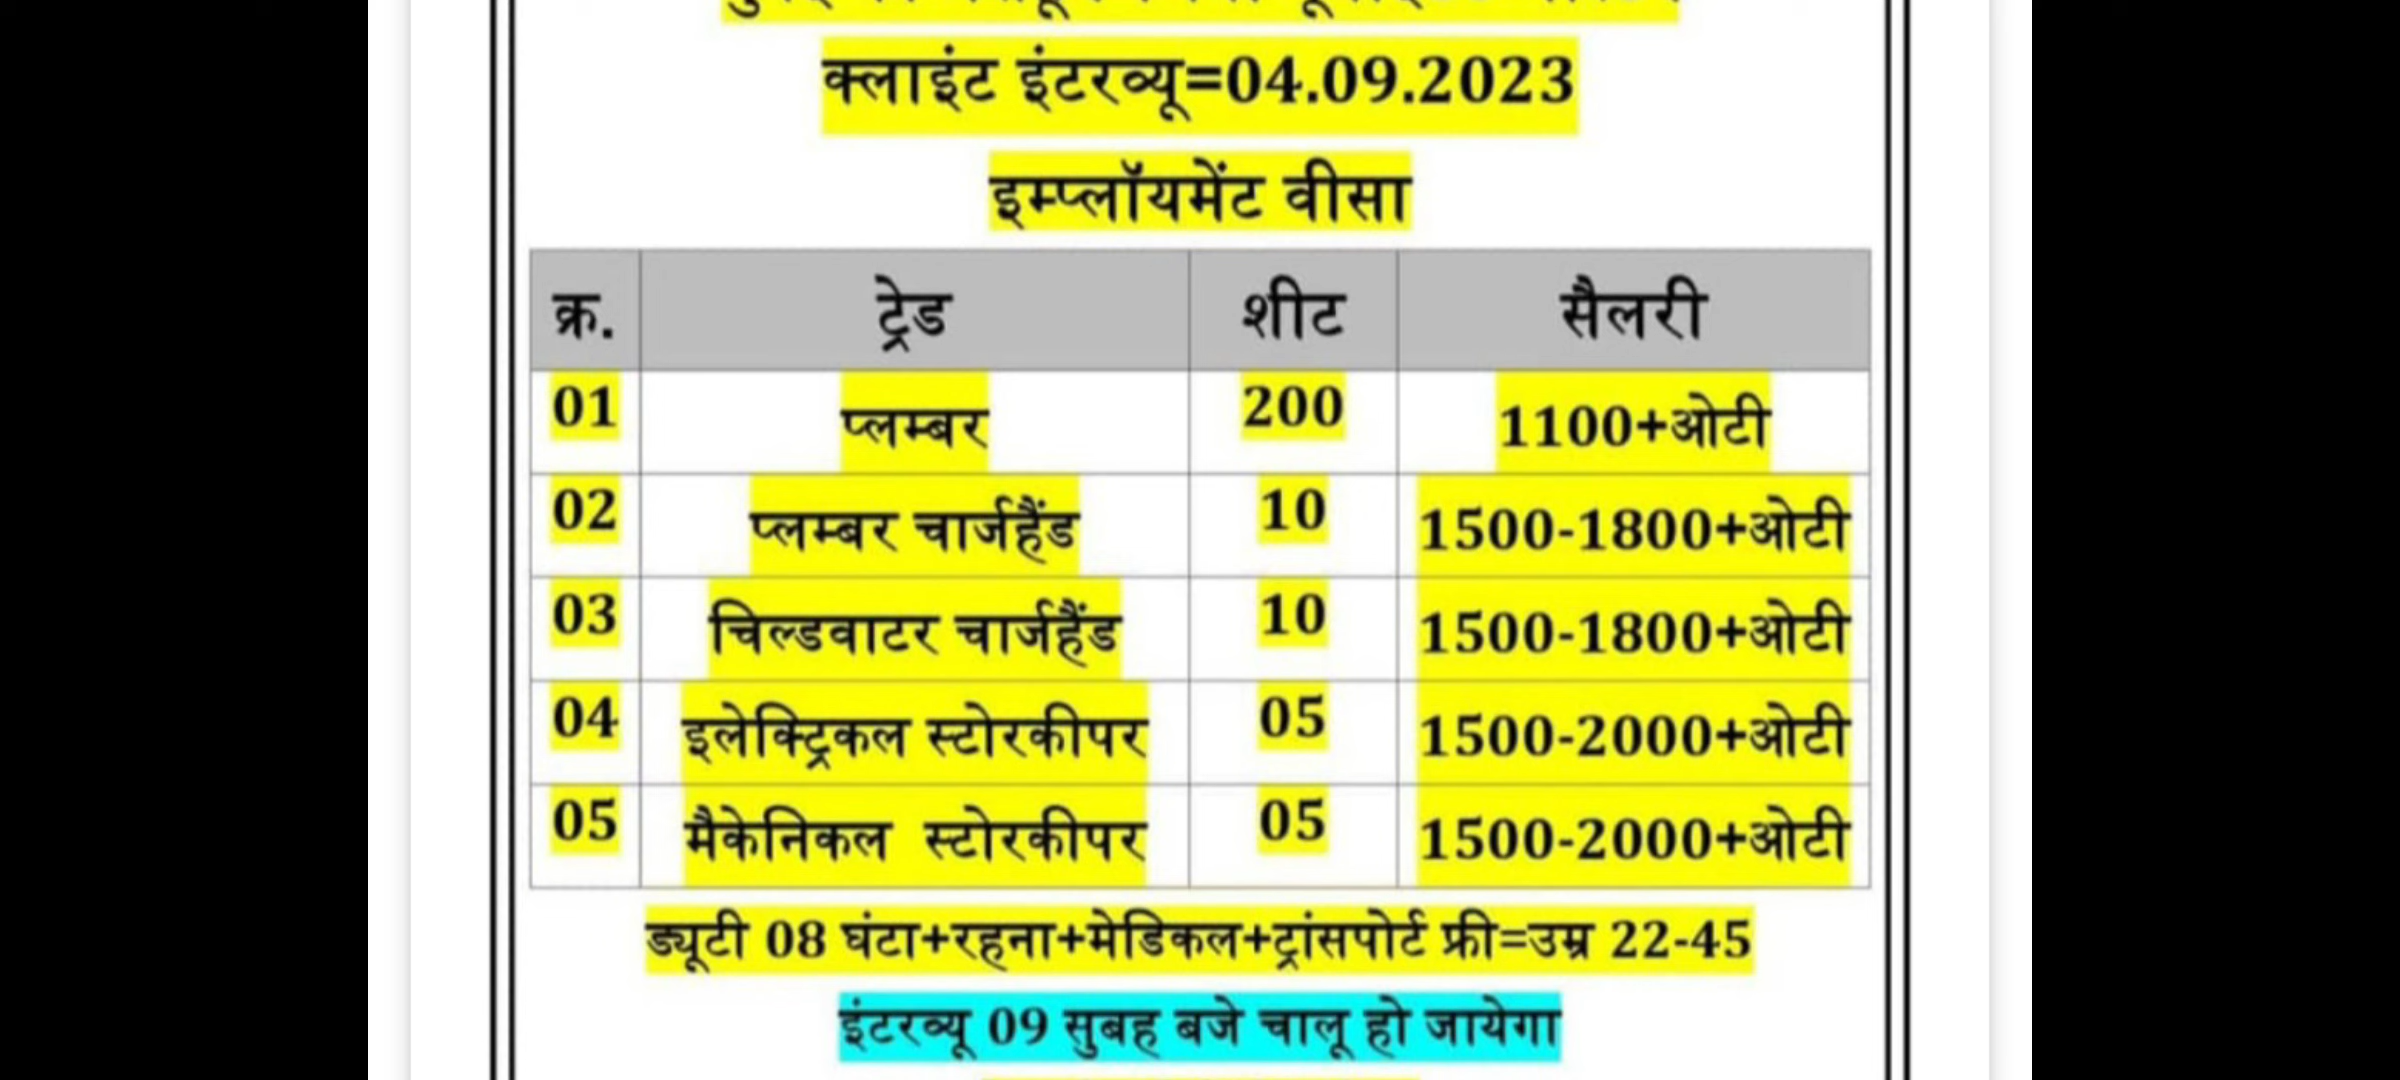 क्लाइंट इंटरव्यू=04.09.2023
इम्प्लॉयमेंट वीसा
क्र. ट्रेड शीट सैलरी
01 प्लम्बर 200 1100+ओटी
02 प्लम्बर चार्जहैंड 10 1500-1800+ओटी
03 चिल्डवाटर चार्जहैंड 10 1500-1800+ओटी
04 इलेक्ट्रिकल स्टोरकीपर 05 1500-2000+ओटी
05 मैकेनिकल स्टोरकीपर 05 1500-2000+ओटी
ड्यूटी 08 घंटा+रहना+मेडिकल+ट्रांसपोर्ट फ्री=उम्र 22-45
इंटरव्यू 09 सुबह बजे चालू हो जायेगा